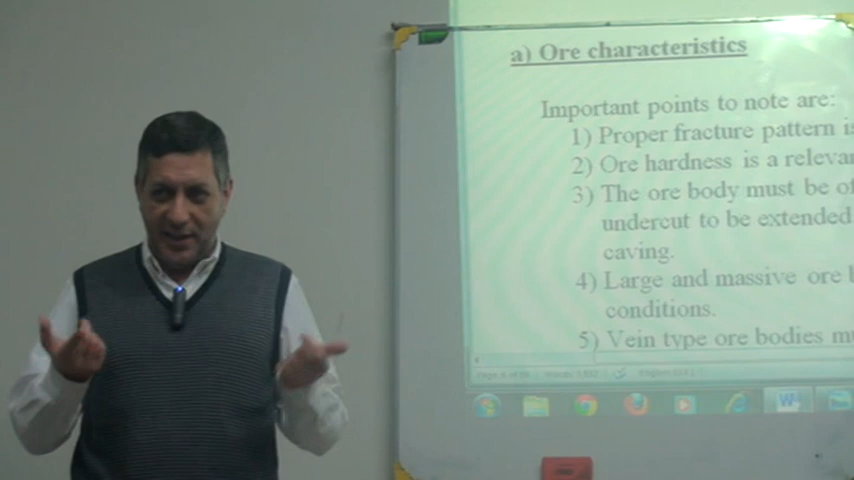 a) Ore characteristics
Important points to note are:
1) Proper fracture pattern is
2) Ore hardness is a releva
3) The ore body must be of
undercut to be extended
caving.
4) Large and massive ore b
conditions.
5) Vein type ore bodies mu